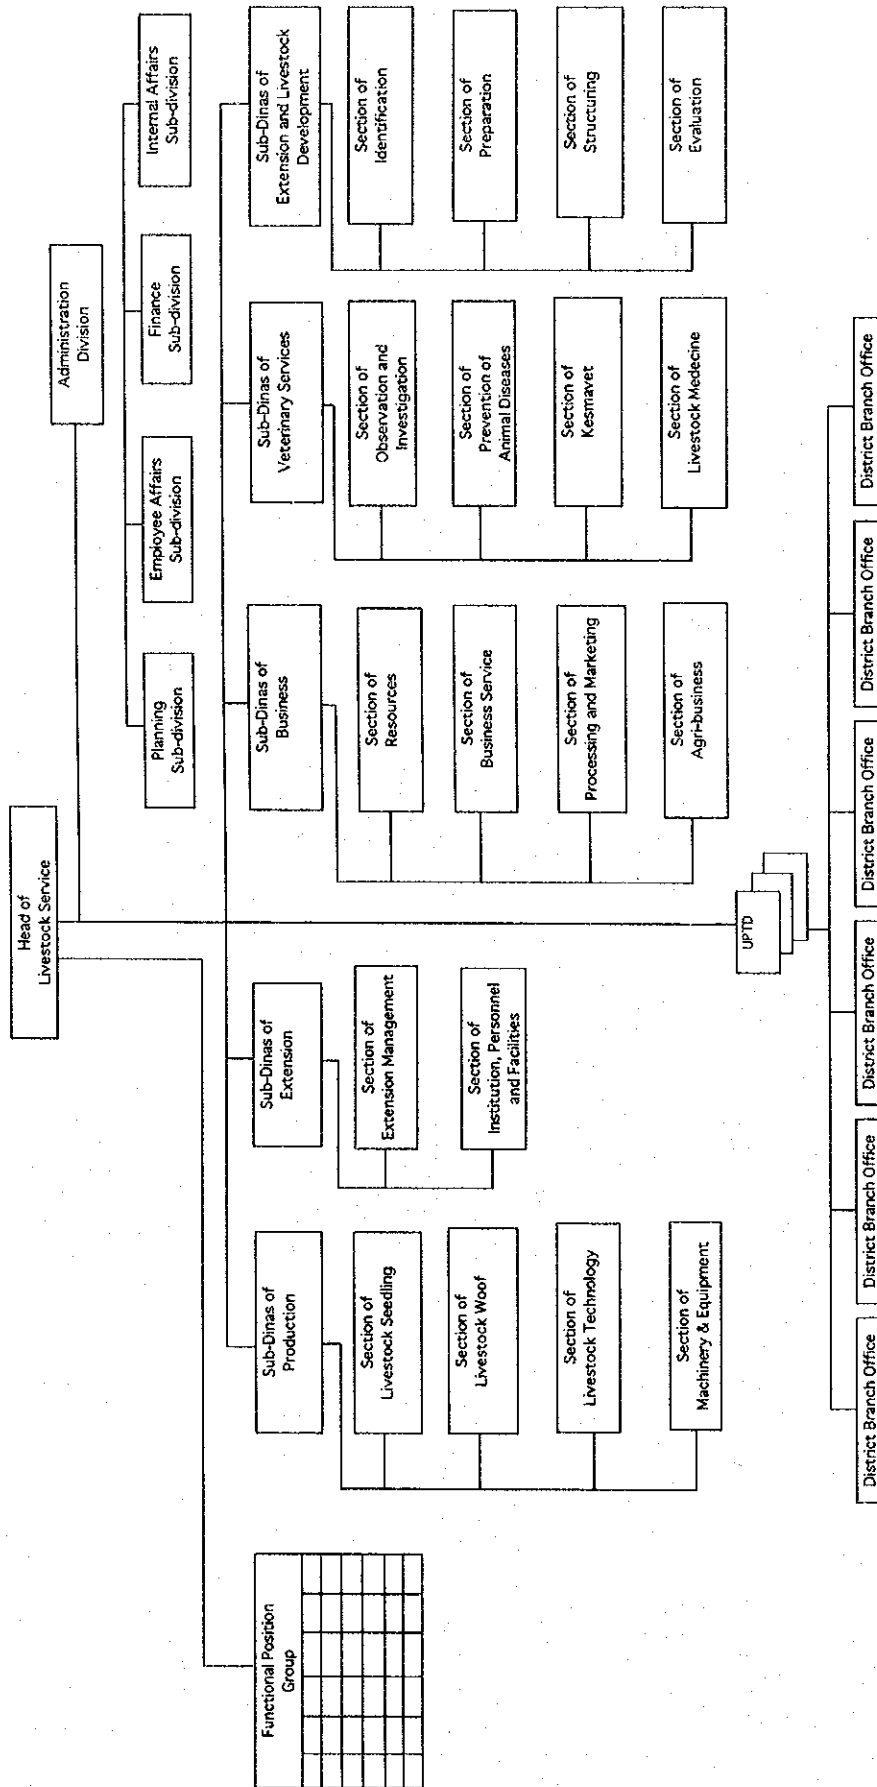 Head of
Livestock Service
Administration
Division
Planning
Sub-division
Employee Affairs
Sub-division
Finance
Sub-division
Internal Affairs
Sub-division
Functional Position
Group
Sub-Dinas of
Production
Section of
Livestock Seedling
Section of
Livestock Woof
Section of
Livestock Technology
Section of
Machinery & Equipment
Sub-Dinas of
Extension
Section of
Extension Management
Section of
Institution, Personnel
and Facilities
Sub-Dinas of
Business
Section of
Resources
Section of
Business Service
Section of
Processing and Marketing
Section of
Agri-business
Sub-Dinas of
Veterinary Services
Section of
Observation and
Investigation
Section of
Prevention of
Animal Diseases
Section of
Kesmavet
Section of
Livestock Medecine
Sub-Dinas of
Extension and Livestock
Development
Section of
Identification
Section of
Preparation
Section of
Structuring
Section of
Evaluation
UPTD
District Branch Office
District Branch Office
District Branch Office
District Branch Office
District Branch Office
District Branch Office